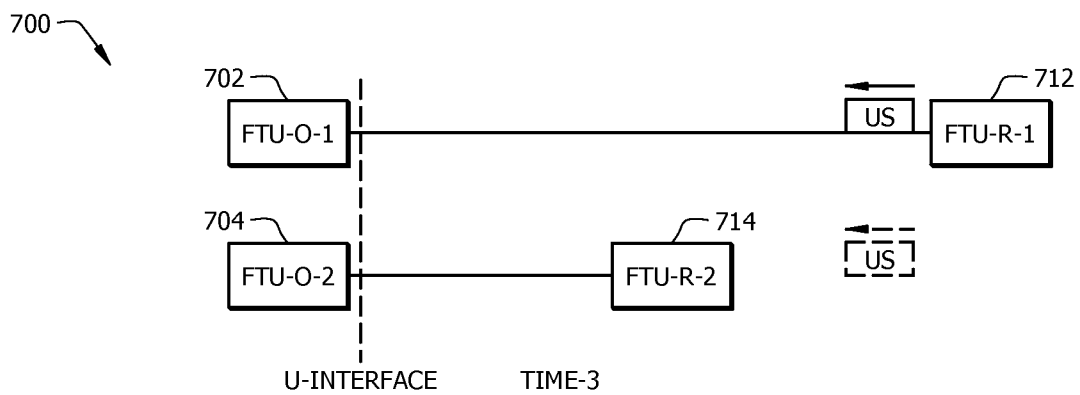 700
702
712
FTU-O-1
US
FTU-R-1
704
714
FTU-O-2
FTU-R-2
US
U-INTERFACE
TIME-3